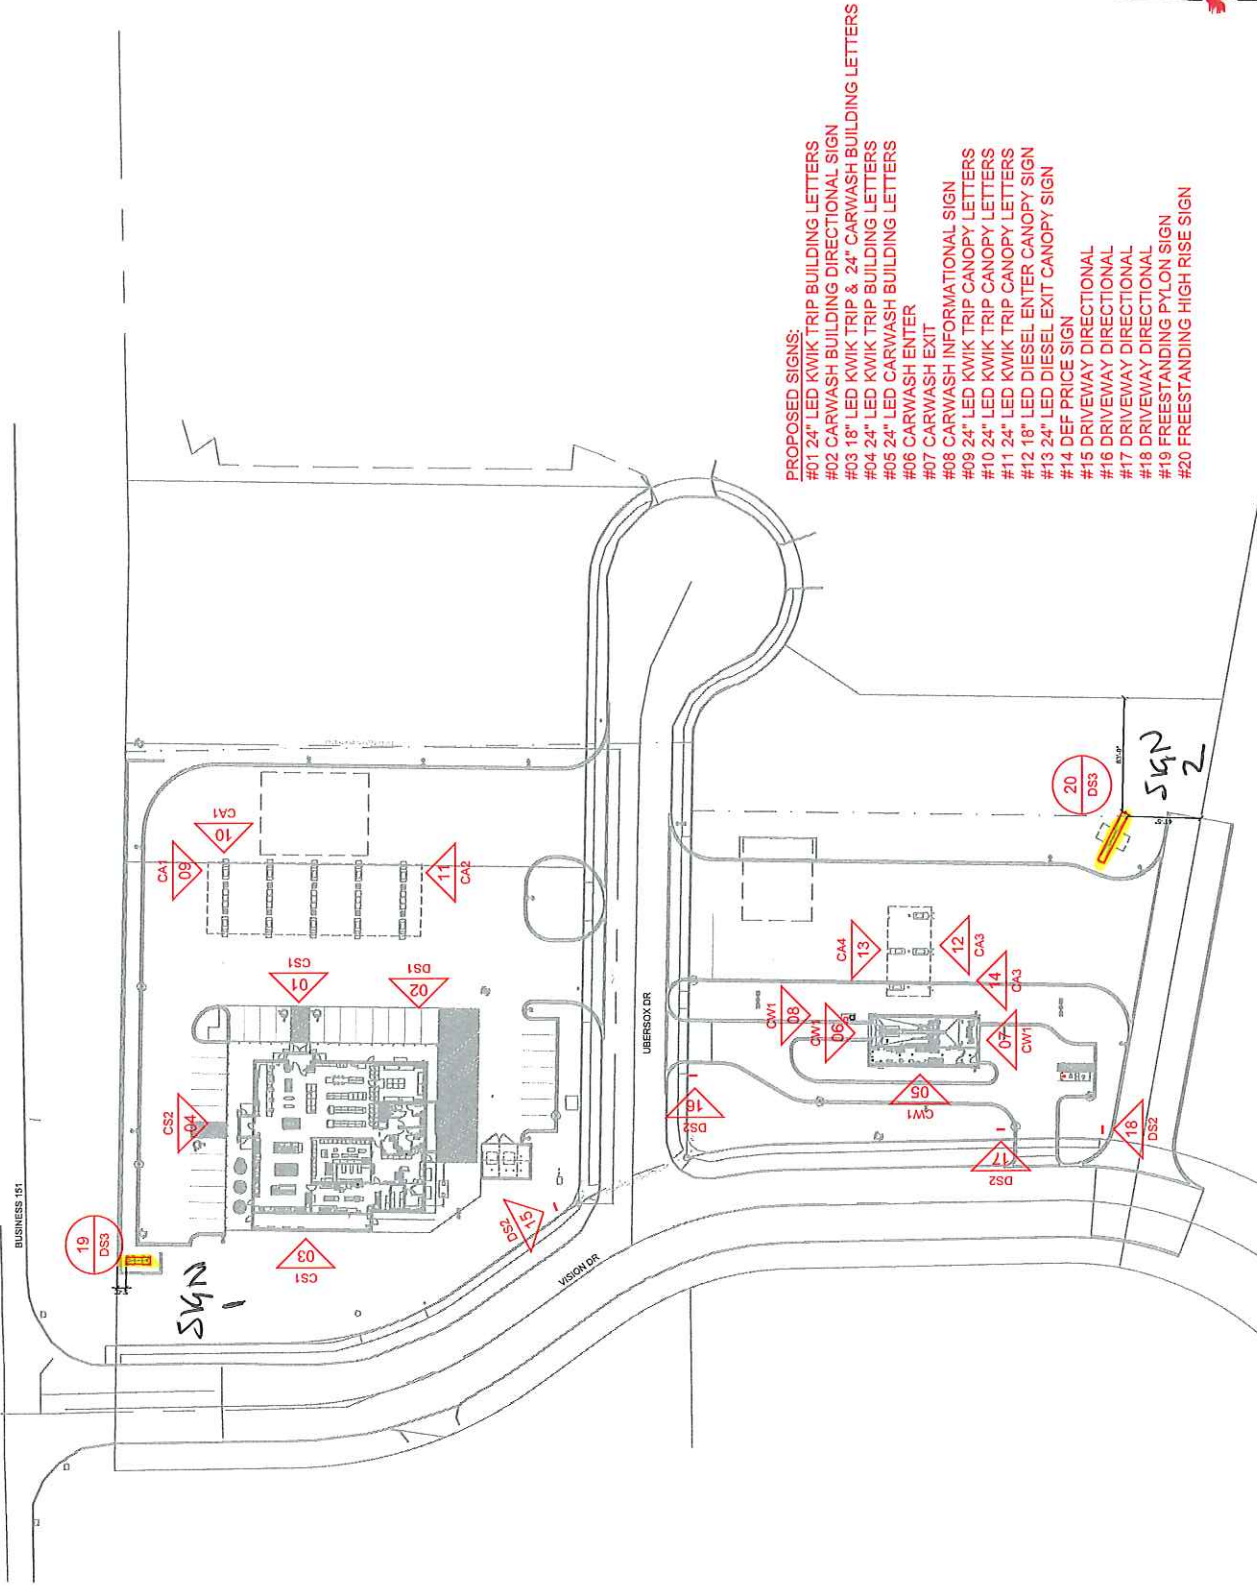 BUSINESS 151
19
DS3
SIGN
1
CS2
04
CA1
09
10
CA1
01
CS1
02
DS1
11
CA2
03
CS1
DS2
15
VISION DR
UBERSOX DR
16
DS2
CW1
08
CW1
06
CA4
13
12
CA3
14
CA3
07
CW1
05
CW1
17
DS2
18
DS2
20
DS3
SIGN
2
PROPOSED SIGNS:
#01 24" LED KWIK TRIP BUILDING LETTERS
#02 CARWASH BUILDING DIRECTIONAL SIGN
#03 18" LED KWIK TRIP & 24" CARWASH BUILDING LETTERS
#04 24" LED KWIK TRIP BUILDING LETTERS
#05 24" LED CARWASH BUILDING LETTERS
#06 CARWASH ENTER
#07 CARWASH EXIT
#08 CARWASH INFORMATIONAL SIGN
#09 24" LED KWIK TRIP CANOPY LETTERS
#10 24" LED KWIK TRIP CANOPY LETTERS
#11 24" LED KWIK TRIP CANOPY LETTERS
#12 18" LED DIESEL ENTER CANOPY SIGN
#13 24" LED DIESEL EXIT CANOPY SIGN
#14 DEF PRICE SIGN
#15 DRIVEWAY DIRECTIONAL
#16 DRIVEWAY DIRECTIONAL
#17 DRIVEWAY DIRECTIONAL
#18 DRIVEWAY DIRECTIONAL
#19 FREESTANDING PYLON SIGN
#20 FREESTANDING HIGH RISE SIGN